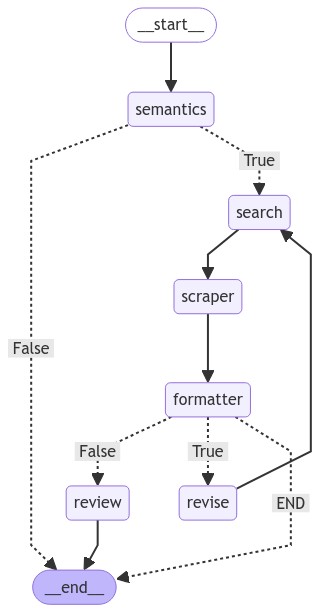 __start__
semantics
True
search
scraper
False
formatter
False
True
END
review
revise
__end__